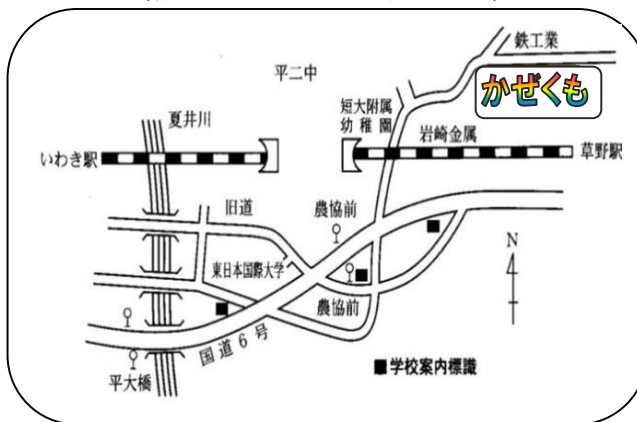 鉄工業
平二中
かぜくも
短大附属
幼稚園
夏井川
岩崎金属
いわき駅
草野駅
旧道
農協前
N
東日本国際大学
農協前
国道6号
■学校案内標識
平大橋